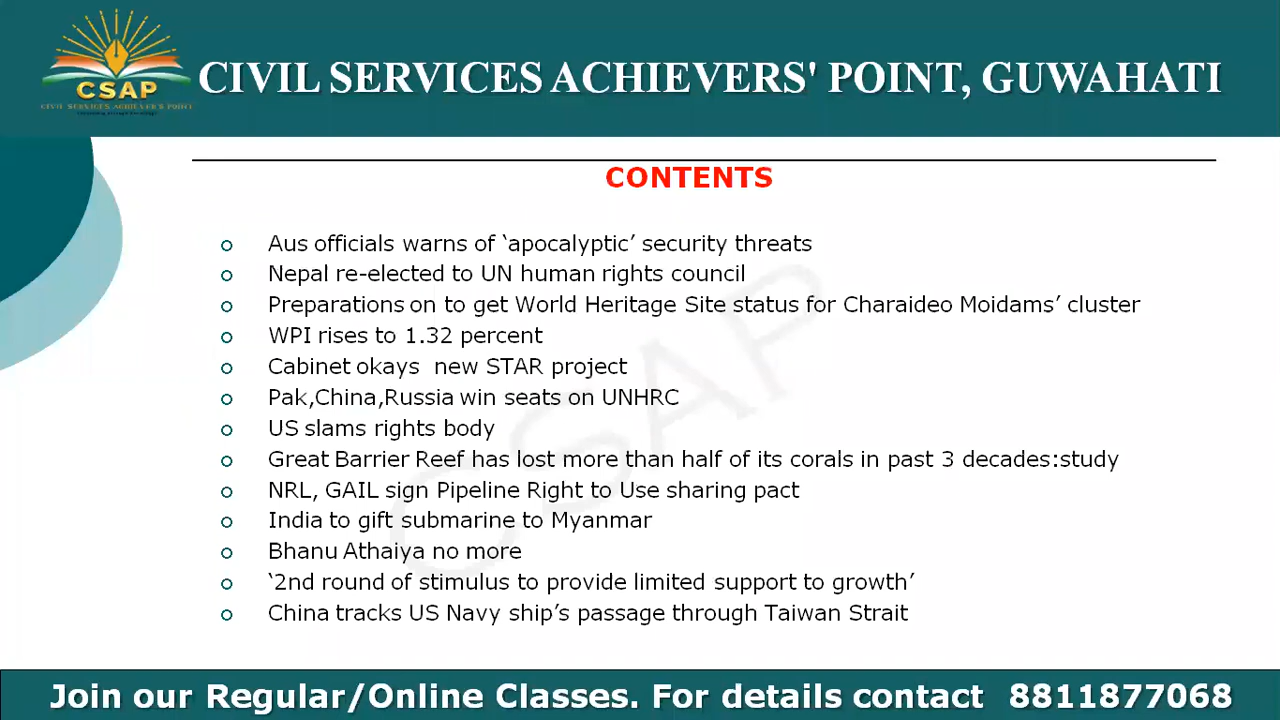 CSAP
CIVIL SERVICES ACHIEVER'S POINT
CIVIL SERVICES ACHIEVERS' POINT, GUWAHATI
CONTENTS
Aus officials warns of ‘apocalyptic’ security threats
Nepal re-elected to UN human rights council
Preparations on to get World Heritage Site status for Charaideo Moidams’ cluster
WPI rises to 1.32 percent
Cabinet okays new STAR project
Pak,China,Russia win seats on UNHRC
US slams rights body
Great Barrier Reef has lost more than half of its corals in past 3 decades:study
NRL, GAIL sign Pipeline Right to Use sharing pact
India to gift submarine to Myanmar
Bhanu Athaiya no more
‘2nd round of stimulus to provide limited support to growth’
China tracks US Navy ship’s passage through Taiwan Strait
CSAP
Join our Regular/Online Classes. For details contact 8811877068